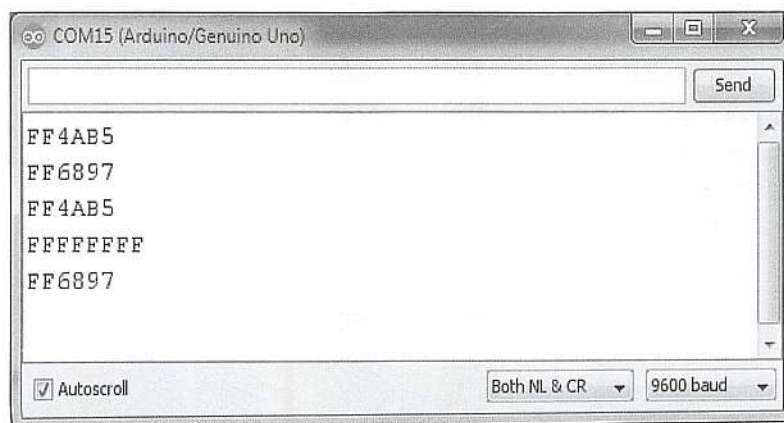 COM15 (Arduino/Genuino Uno)
Send
FF4AB5
FF6897
FF4AB5
FFFFFFFF
FF6897
Autoscroll
Both NL & CR
9600 baud